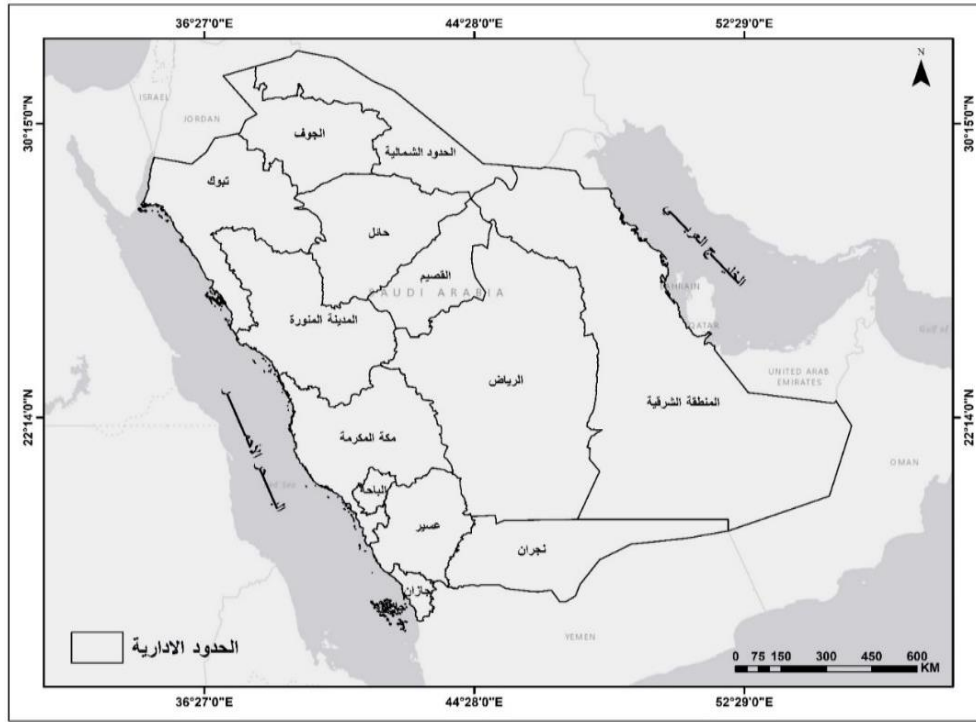 36°27'0"E 44°28'0"E 52°29'0"E
N
30°15'0"N 30°15'0"N
ISRAEL
JORDAN
الجوف
الحدود الشمالية
تبوك
حائل
القصيم
الخليج العربي
SAUDI ARABIA
BAHRAIN
QATAR
المدينة المنورة
الرياض
المنطقة الشرقية
UNITED ARAB
EMIRATES
Gulf of
22°14'0"N 22°14'0"N
مكة المكرمة
OMAN
الباحة
عسير
نجران
جازان
YEMEN
الحدود الادارية
0 75 150 300 450 600
KM
36°27'0"E 44°28'0"E 52°29'0"E